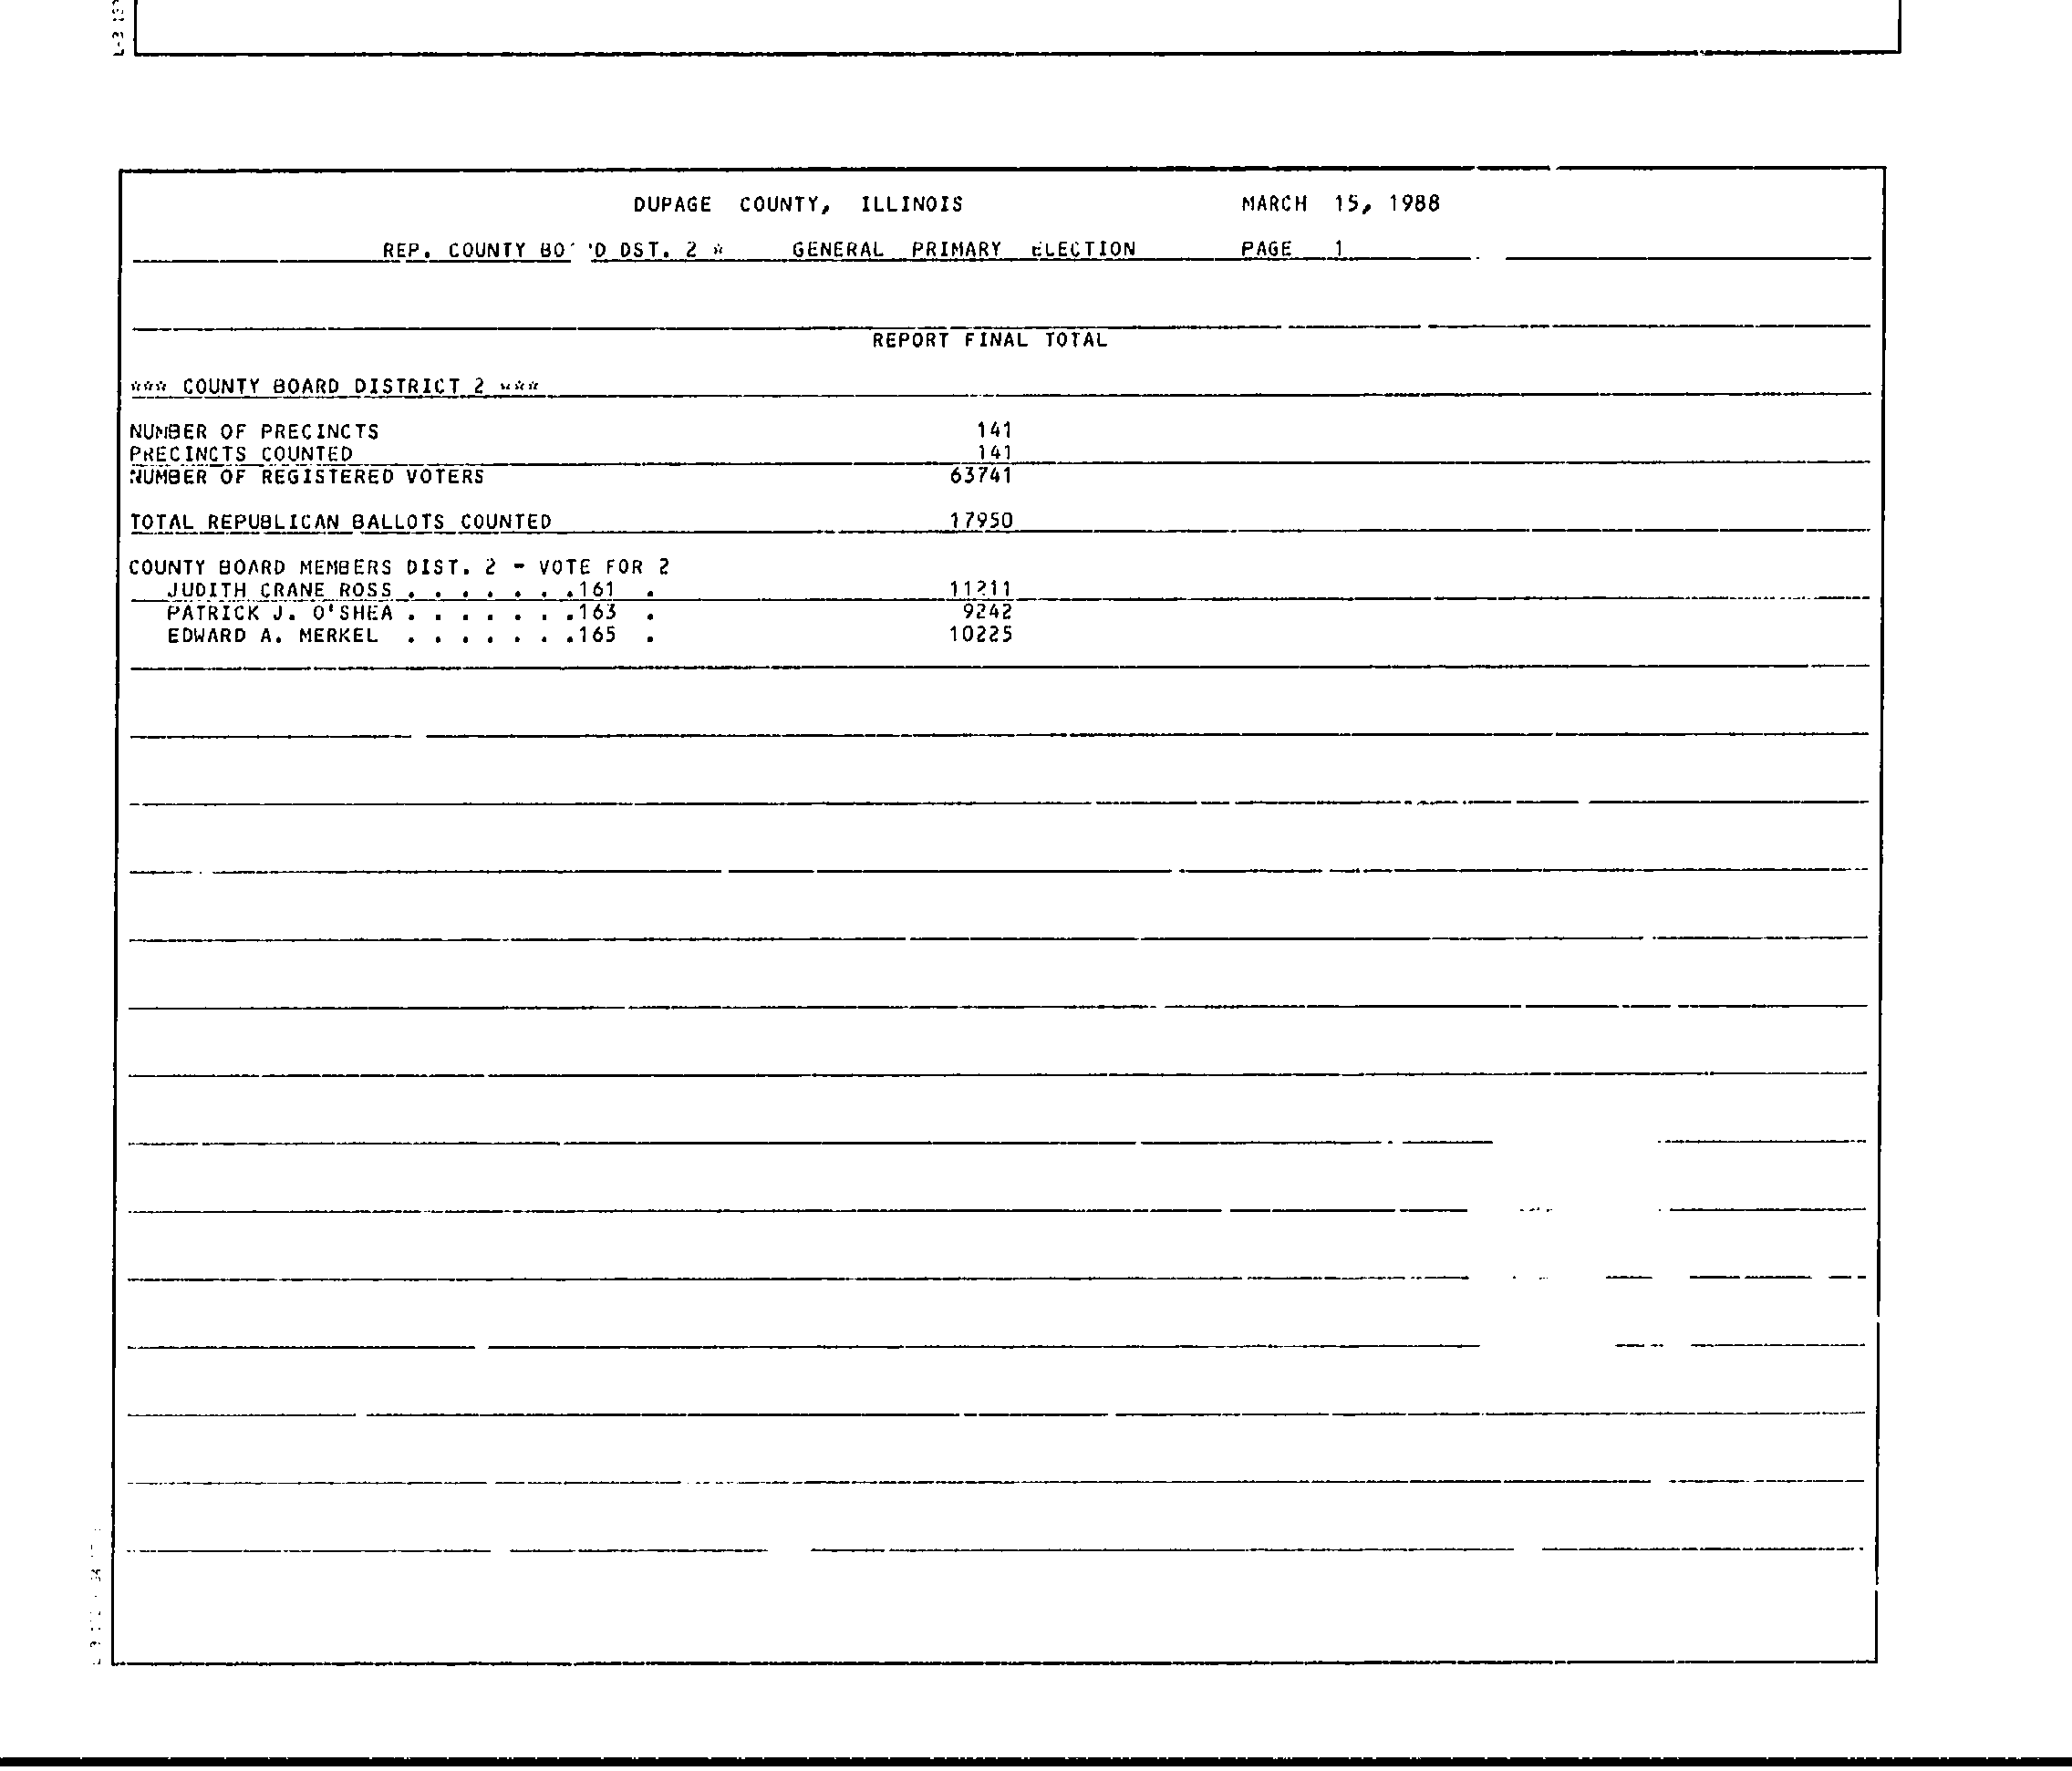 DUPAGE COUNTY, ILLINOIS MARCH 15, 1988
REP. COUNTY BO' 'D DST. 2 * GENERAL PRIMARY ELECTION PAGE 1
REPORT FINAL TOTAL
*** COUNTY BOARD DISTRICT 2 ***
NUMBER OF PRECINCTS 141
PRECINCTS COUNTED 141
NUMBER OF REGISTERED VOTERS 63741
TOTAL REPUBLICAN BALLOTS COUNTED 17950
COUNTY BOARD MEMBERS DIST. 2 - VOTE FOR 2
JUDITH CRANE ROSS . . . . . . .161 . 11211
PATRICK J. O'SHEA . . . . . . .163 . 9242
EDWARD A. MERKEL . . . . . . .165 . 10225